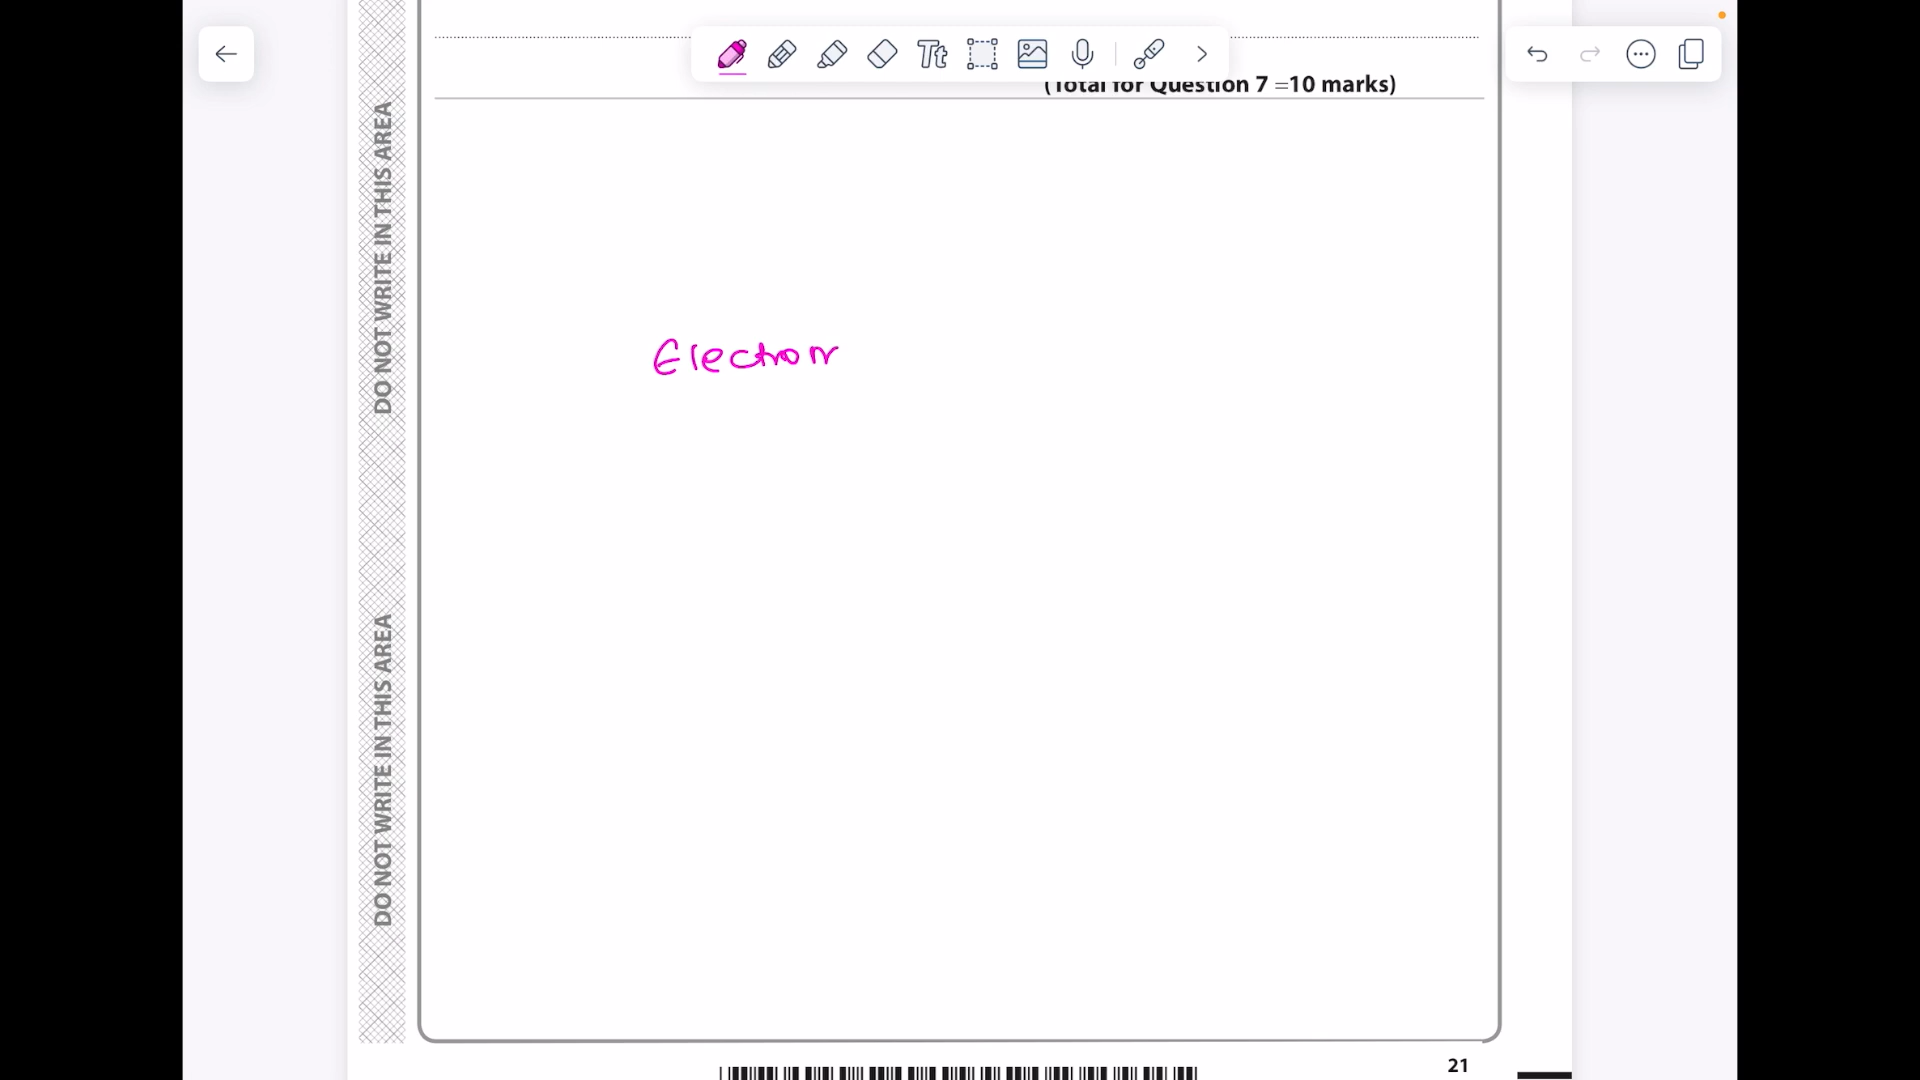 Tt
(Total for Question 7 =10 marks)
DO NOT WRITE IN THIS AREA
Electron
DO NOT WRITE IN THIS AREA
21